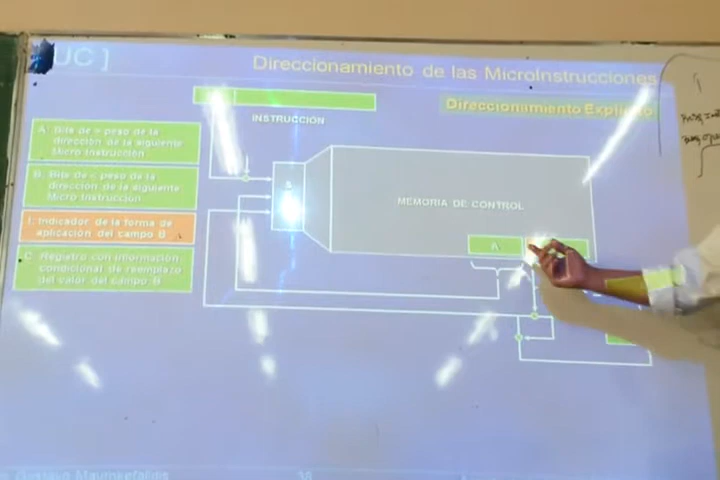 UC ]
Direccionamiento de las MicroInstrucciones
Direccionamiento Explícito
INSTRUCCIÓN
A: Bits de > peso de la
dirección de la siguiente
Micro Instrucción
B: Bits de < peso de la
dirección de la siguiente
Micro Instrucción
I: Indicador de la forma de
aplicación del campo B
C: Registro con información
condicional de reemplazo
del valor del campo B
MEMORIA DE CONTROL
A
VI